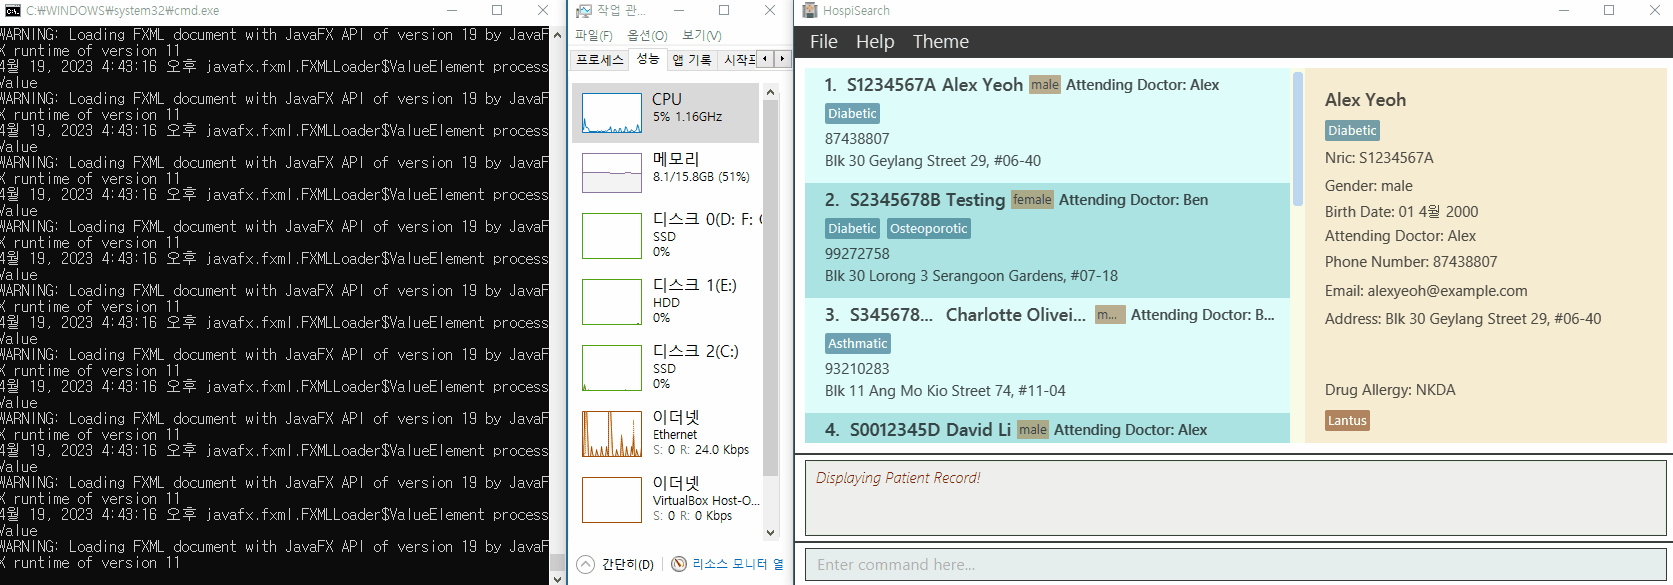 C:₩WINDOWS₩system32₩cmd.exe
WARNING: Loading FXML document with JavaFX API of version 19 by JavaF
X runtime of version 11
4월 19, 2023 4:43:16 오후 javafx.fxml.FXMLLoader$ValueElement process
Value
WARNING: Loading FXML document with JavaFX API of version 19 by JavaF
X runtime of version 11
4월 19, 2023 4:43:16 오후 javafx.fxml.FXMLLoader$ValueElement process
Value
WARNING: Loading FXML document with JavaFX API of version 19 by JavaF
X runtime of version 11
4월 19, 2023 4:43:16 오후 javafx.fxml.FXMLLoader$ValueElement process
Value
WARNING: Loading FXML document with JavaFX API of version 19 by JavaF
X runtime of version 11
4월 19, 2023 4:43:16 오후 javafx.fxml.FXMLLoader$ValueElement process
Value
WARNING: Loading FXML document with JavaFX API of version 19 by JavaF
X runtime of version 11
4월 19, 2023 4:43:16 오후 javafx.fxml.FXMLLoader$ValueElement process
Value
WARNING: Loading FXML document with JavaFX API of version 19 by JavaF
X runtime of version 11
4월 19, 2023 4:43:16 오후 javafx.fxml.FXMLLoader$ValueElement process
Value
WARNING: Loading FXML document with JavaFX API of version 19 by JavaF
X runtime of version 11
4월 19, 2023 4:43:16 오후 javafx.fxml.FXMLLoader$ValueElement process
Value
WARNING: Loading FXML document with JavaFX API of version 19 by JavaF
X runtime of version 11
4월 19, 2023 4:43:16 오후 javafx.fxml.FXMLLoader$ValueElement process
Value
WARNING: Loading FXML document with JavaFX API of version 19 by JavaF
X runtime of version 11
작업 관...
파일(F) 옵션(O) 보기(V)
프로세스 성능 앱 기록 시작프
CPU
5% 1.16GHz
메모리
8.1/15.8GB (51%)
디스크 0(D: F: 
SSD
0%
디스크 1(E:)
HDD
0%
디스크 2(C:)
SSD
0%
이더넷
Ethernet
S: 0 R: 24.0 Kbps
이더넷
VirtualBox Host-O...
S: 0 R: 0 Kbps
간단히(D) 리소스 모니터 열
HospiSearch
File Help Theme
1. S1234567A Alex Yeoh male Attending Doctor: Alex
Diabetic
87438807
Blk 30 Geylang Street 29, #06-40
2. S2345678B Testing female Attending Doctor: Ben
Diabetic Osteoporotic
99272758
Blk 30 Lorong 3 Serangoon Gardens, #07-18
3. S345678... Charlotte Olivei... m... Attending Doctor: B...
Asthmatic
93210283
Blk 11 Ang Mo Kio Street 74, #11-04
4. S0012345D David Li male Attending Doctor: Alex
Alex Yeoh
Diabetic
Nric: S1234567A
Gender: male
Birth Date: 01 4월 2000
Attending Doctor: Alex
Phone Number: 87438807
Email: alexyeoh@example.com
Address: Blk 30 Geylang Street 29, #06-40
Drug Allergy: NKDA
Lantus
Displaying Patient Record!
Enter command here...